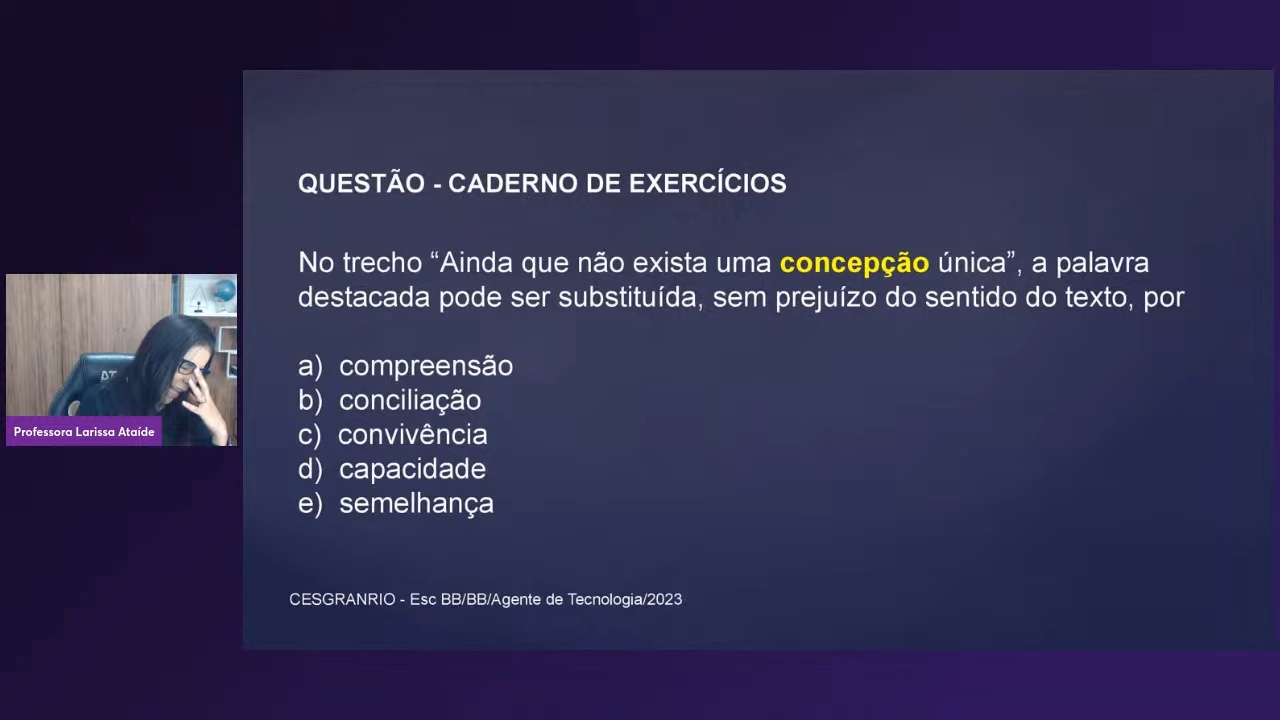 QUESTÃO - CADERNO DE EXERCÍCIOS
No trecho “Ainda que não exista uma concepção única”, a palavra
destacada pode ser substituída, sem prejuízo do sentido do texto, por
a) compreensão
b) conciliação
c) convivência
d) capacidade
e) semelhança
Professora Larissa Ataíde
CESGRANRIO - Esc BB/BB/Agente de Tecnologia/2023